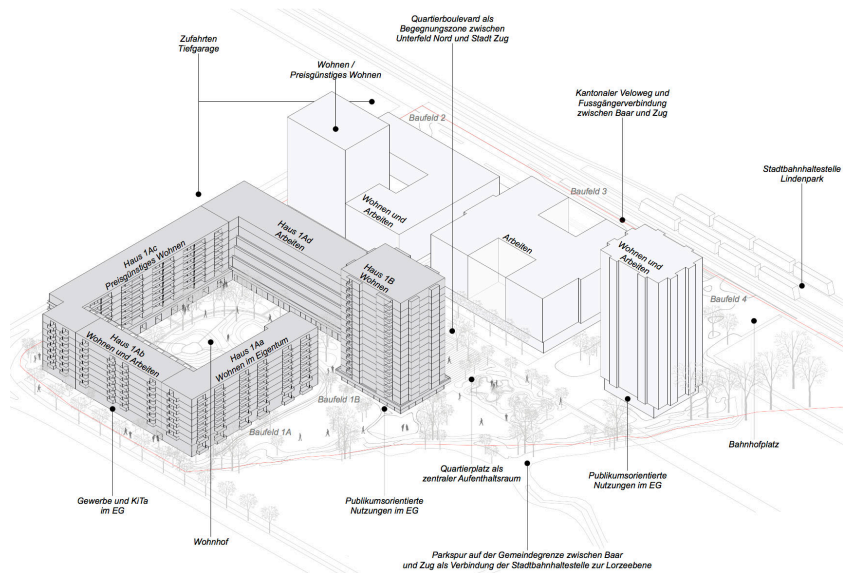 Quartierboulevard als
Begegnungszone zwischen
Unterfeld Nord und Stadt Zug
Zufahrten
Tiefgarage
Wohnen /
Preisgünstiges Wohnen
Kantonaler Veloweg und
Fussgängerverbindung
zwischen Baar und Zug
Baufeld 2
Stadtbahnhaltestelle
Lindenpark
Baufeld 3
Wohnen und
Arbeiten
Arbeiten
Wohnen und
Arbeiten
Haus 1Ad
Arbeiten
Haus 1Ac
Preisgünstiges Wohnen
Haus 1B
Wohnen
Baufeld 4
Haus 1Ab
Wohnen und Arbeiten
Haus 1Aa
Wohnen im Eigentum
Baufeld 1B
Baufeld 1A
Bahnhofplatz
Quartierplatz als
zentraler Aufenthaltsraum
Gewerbe und KiTa
im EG
Publikumsorientierte
Nutzungen im EG
Publikumsorientierte
Nutzungen im EG
Wohnhof
Parkspur auf der Gemeindegrenze zwischen Baar
und Zug als Verbindung der Stadtbahnhaltestelle zur Lorzeebene